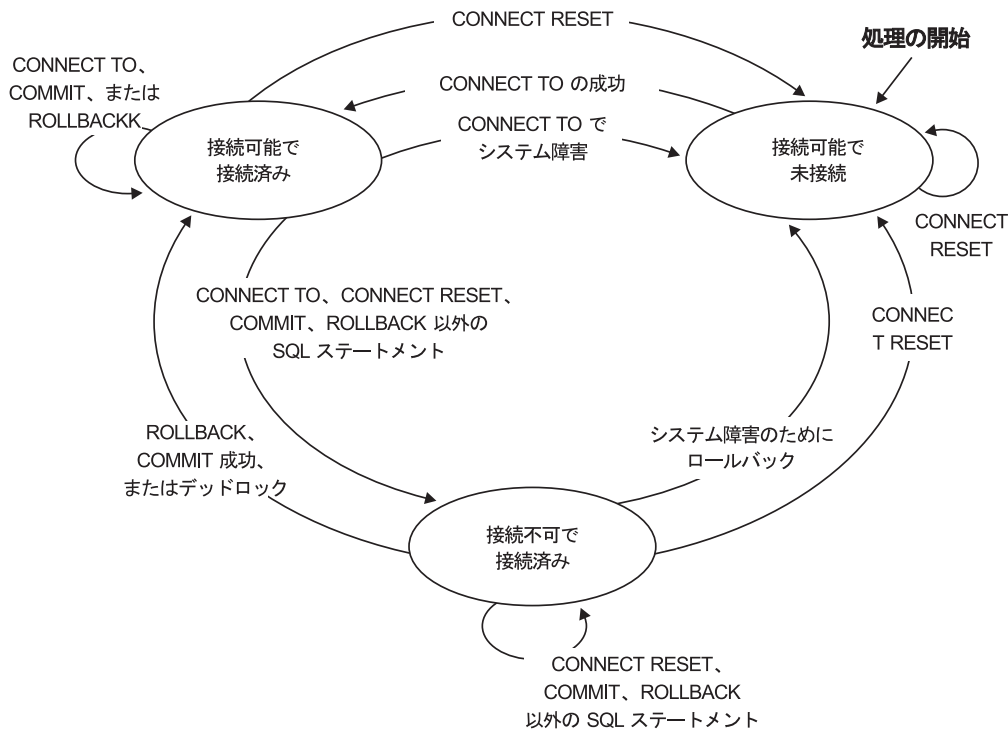 CONNECT RESET
処理の開始
CONNECT TO、
COMMIT、または
ROLLBACKK
CONNECT TO の成功
CONNECT TO で
システム障害
接続可能で
接続済み
接続可能で
未接続
CONNECT
RESET
CONNECT TO、CONNECT RESET、
COMMIT、ROLLBACK 以外の
SQL ステートメント
CONNEC
T RESET
ROLLBACK、
COMMIT 成功、
またはデッドロック
システム障害のために
ロールバック
接続不可で
接続済み
CONNECT RESET、
COMMIT、ROLLBACK
以外の SQL ステートメント